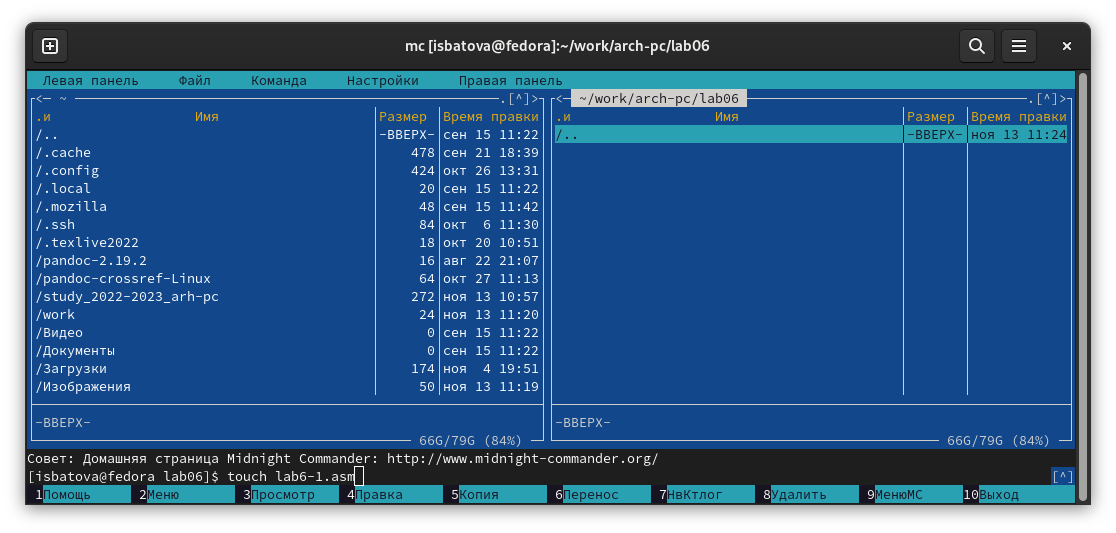 mc [isbatova@fedora]:~/work/arch-pc/lab06
Левая панель Файл Команда Настройки Правая панель
<─ ~ ─.[^]>
.и Имя Размер Время правки
/.. -ВВЕРХ- сен 15 11:22
/.cache 478 сен 21 18:39
/.config 424 окт 26 13:31
/.local 20 сен 15 11:22
/.mozilla 48 сен 15 11:42
/.ssh 84 окт 6 11:30
/.texlive2022 18 окт 20 10:51
/pandoc-2.19.2 16 авг 22 21:07
/pandoc-crossref-Linux 64 окт 27 11:13
/study_2022-2023_arh-pc 272 ноя 13 10:57
/work 24 ноя 13 11:20
/Видео 0 сен 15 11:22
/Документы 0 сен 15 11:22
/Загрузки 174 ноя 4 19:51
/Изображения 50 ноя 13 11:19
-ВВЕРХ-
66G/79G (84%)
<─ ~/work/arch-pc/lab06 ─.[^]>
.и Имя Размер Время правки
/.. -ВВЕРХ- ноя 13 11:24
-ВВЕРХ-
66G/79G (84%)
Совет: Домашняя страница Midnight Commander: http://www.midnight-commander.org/
[isbatova@fedora lab06]$ touch lab6-1.asm [^]
1Помощь 2Меню 3Просмотр 4Правка 5Копия 6Перенос 7НвКтлог 8Удалить 9МенюМС 10Выход